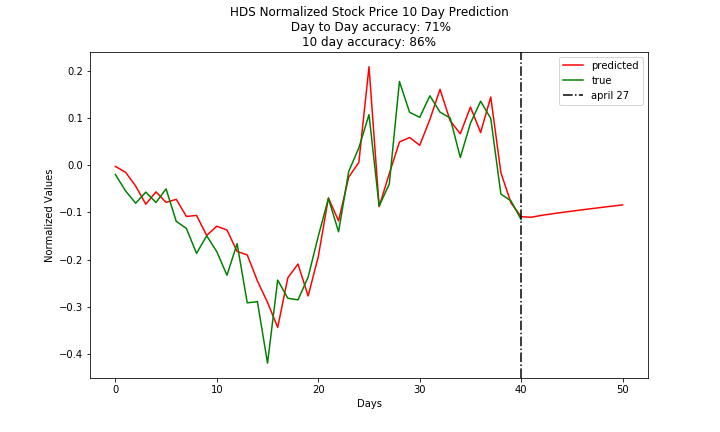 HDS Normalized Stock Price 10 Day Prediction
Day to Day accuracy: 71%
10 day accuracy: 86%
predicted
true
april 27
Normalized Values
0.2
0.1
0.0
−0.1
−0.2
−0.3
−0.4
0 10 20 30 40 50
Days